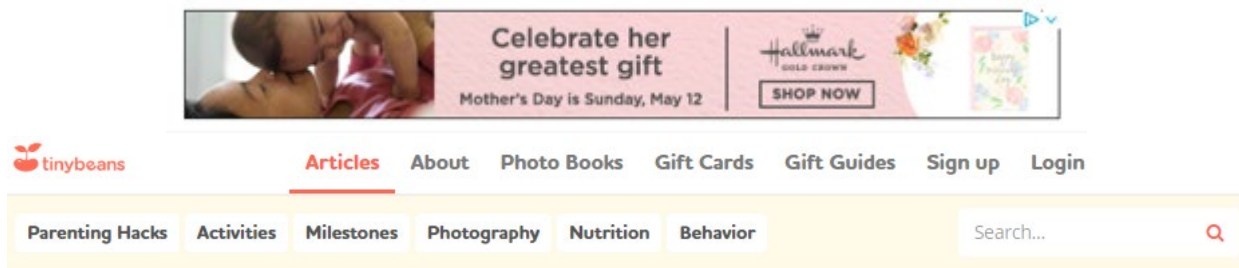 Celebrate her
greatest gift
Mother's Day is Sunday, May 12
Hallmark
GOLD CROWN
SHOP NOW
tinybeans
Articles About Photo Books Gift Cards Gift Guides Sign up Login
Parenting Hacks Activities Milestones Photography Nutrition Behavior Search...